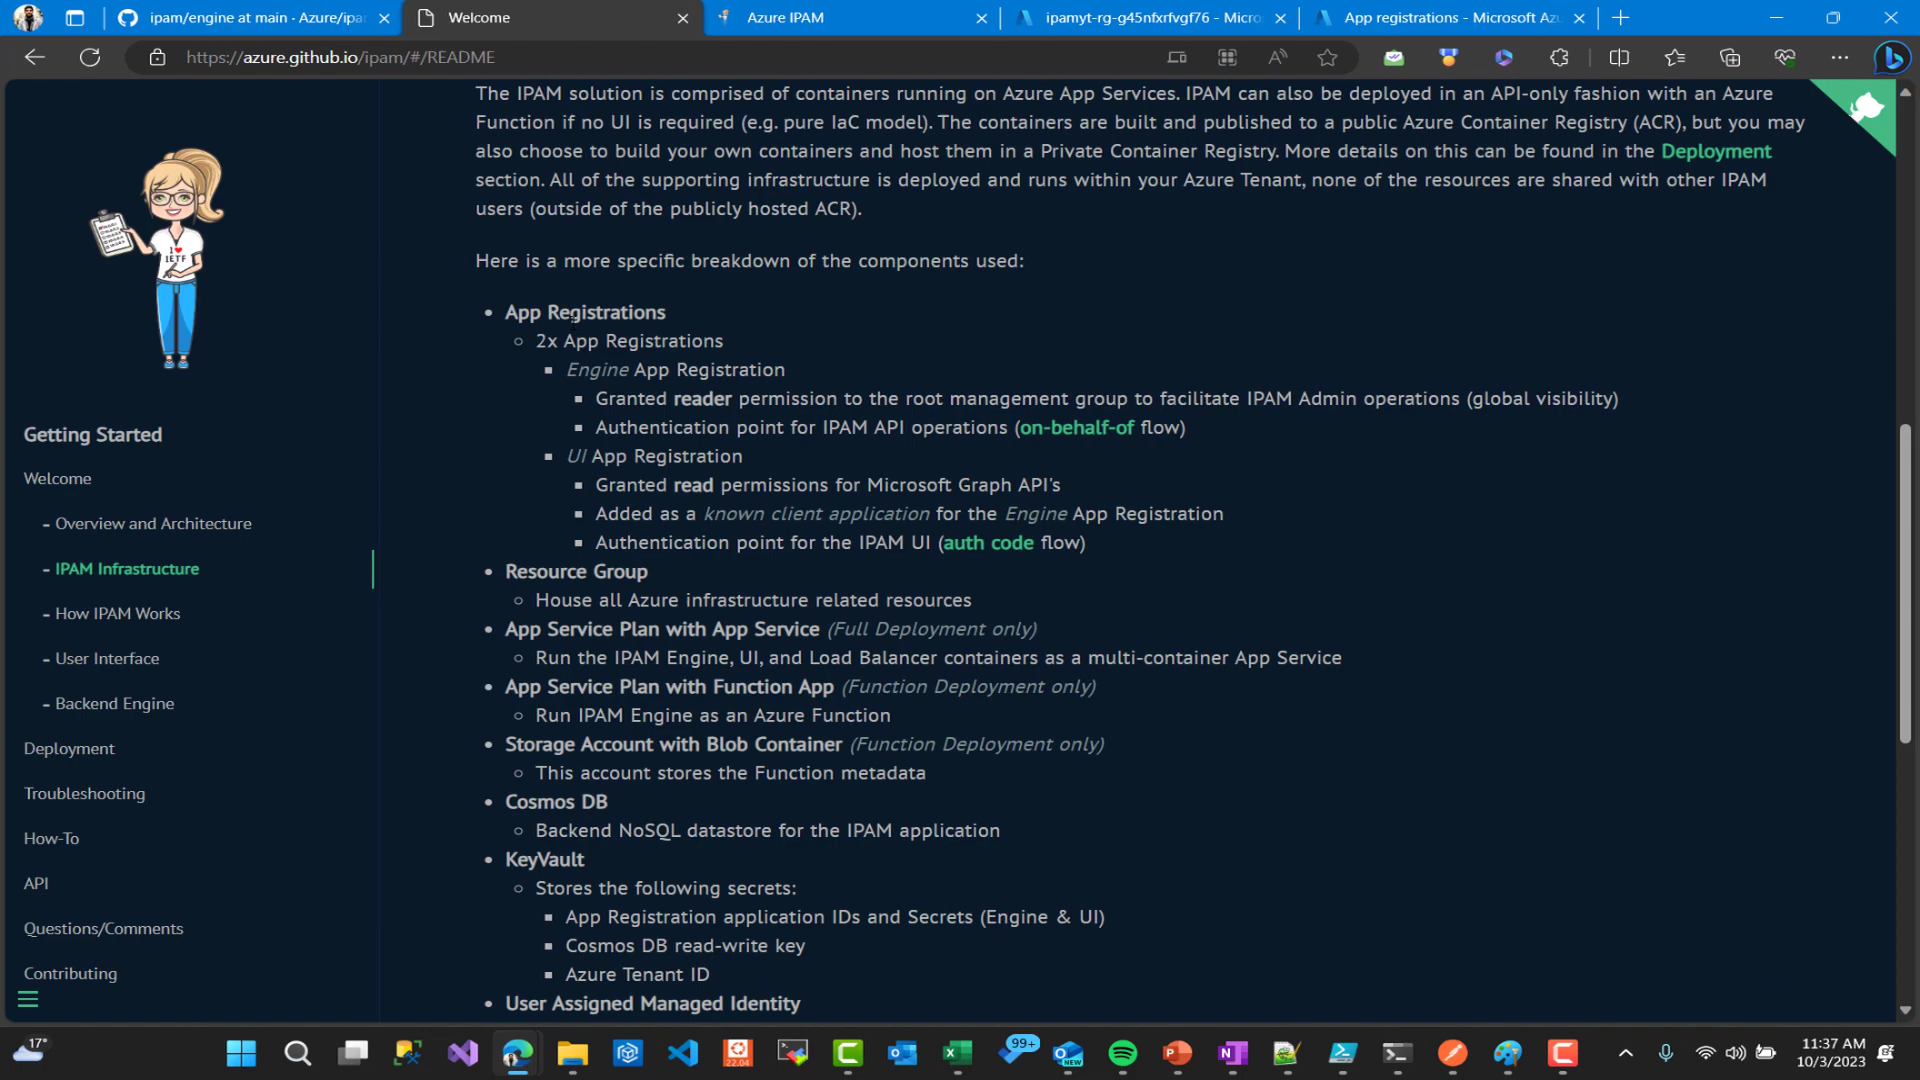 ipam/engine at main · Azure/ipa
Welcome
Azure IPAM
ipamyt-rg-g45nfxrfvgf76 - Micro
App registrations - Microsoft Az
https://azure.github.io/ipam/#/README
The IPAM solution is comprised of containers running on Azure App Services. IPAM can also be deployed in an API-only fashion with an Azure
Function if no UI is required (e.g. pure IaC model). The containers are built and published to a public Azure Container Registry (ACR), but you may
also choose to build your own containers and host them in a Private Container Registry. More details on this can be found in the Deployment
section. All of the supporting infrastructure is deployed and runs within your Azure Tenant, none of the resources are shared with other IPAM
users (outside of the publicly hosted ACR).
Here is a more specific breakdown of the components used:
App Registrations
2x App Registrations
Engine App Registration
Granted reader permission to the root management group to facilitate IPAM Admin operations (global visibility)
Authentication point for IPAM API operations (on-behalf-of flow)
UI App Registration
Granted read permissions for Microsoft Graph API's
Added as a known client application for the Engine App Registration
Authentication point for the IPAM UI (auth code flow)
Resource Group
House all Azure infrastructure related resources
App Service Plan with App Service (Full Deployment only)
Run the IPAM Engine, UI, and Load Balancer containers as a multi-container App Service
App Service Plan with Function App (Function Deployment only)
Run IPAM Engine as an Azure Function
Storage Account with Blob Container (Function Deployment only)
This account stores the Function metadata
Cosmos DB
Backend NoSQL datastore for the IPAM application
KeyVault
Stores the following secrets:
App Registration application IDs and Secrets (Engine & UI)
Cosmos DB read-write key
Azure Tenant ID
User Assigned Managed Identity
I ♥
IETF
Getting Started
Welcome
- Overview and Architecture
- IPAM Infrastructure
- How IPAM Works
- User Interface
- Backend Engine
Deployment
Troubleshooting
How-To
API
Questions/Comments
Contributing
17°
22.04
99+
NEW
11:37 AM
10/3/2023